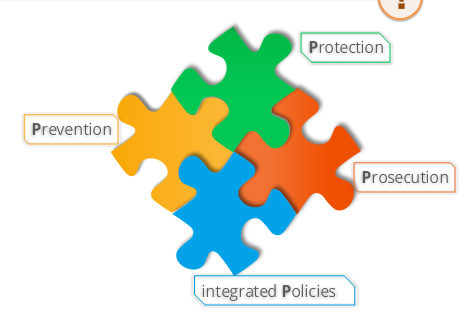 Protection
Prevention
Prosecution
integrated Policies